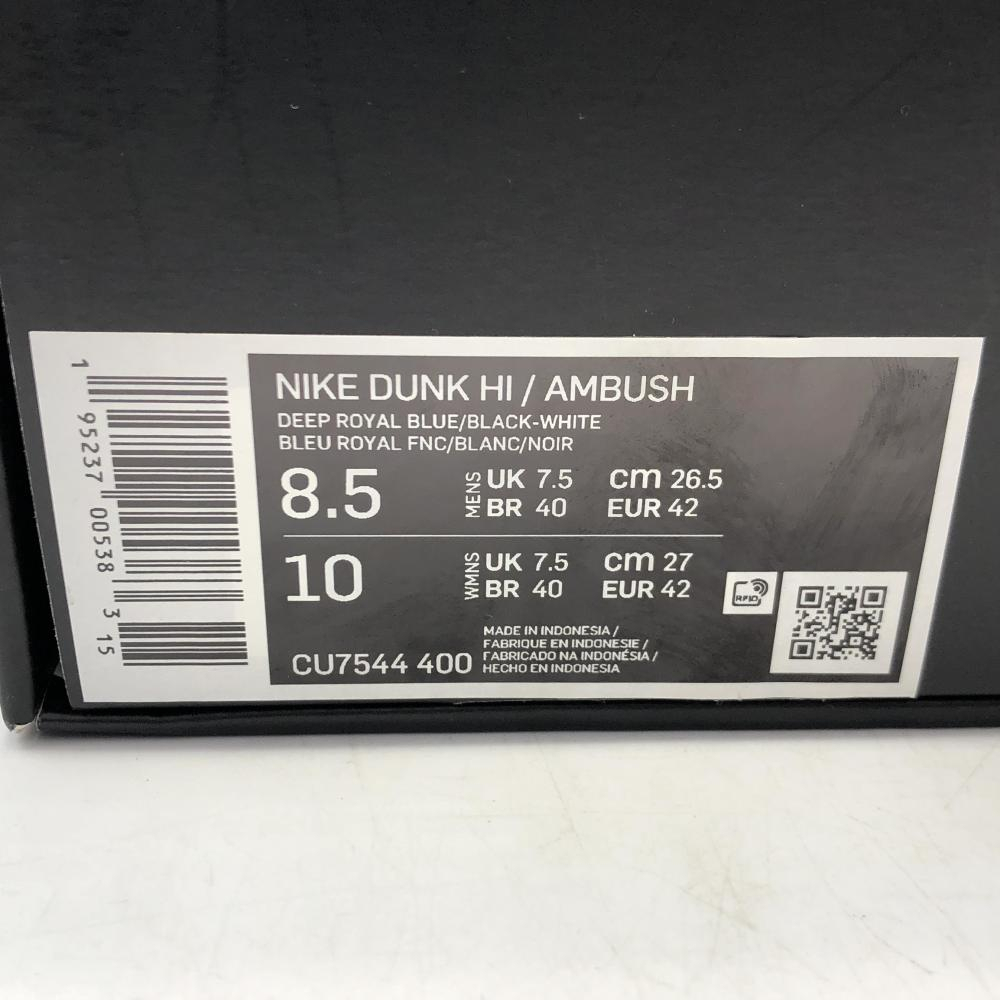 NIKE DUNK HI / AMBUSH
DEEP ROYAL BLUE/BLACK-WHITE
BLEU ROYAL FNC/BLANC/NOIR
8.5 MENS UK 7.5 cm 26.5
BR 40 EUR 42
10 WMNS UK 7.5 cm 27
BR 40 EUR 42
RFID
CU7544 400
MADE IN INDONESIA /
FABRIQUE EN INDONESIE /
FABRICADO NA INDONÉSIA /
HECHO EN INDONESIA
1 95237 00538 3 15